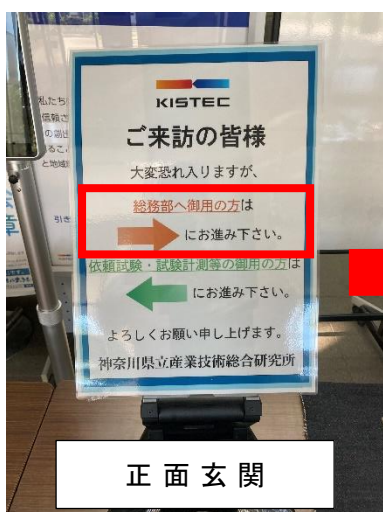 KISTEC
ご来訪の皆様
大変恐れ入りますが、
総務部へ御用の方は
にお進み下さい。
依頼試験・試験計測等の御用の方は
にお進み下さい。
よろしくお願い申し上げます。
神奈川県立産業技術総合研究所
正面玄関